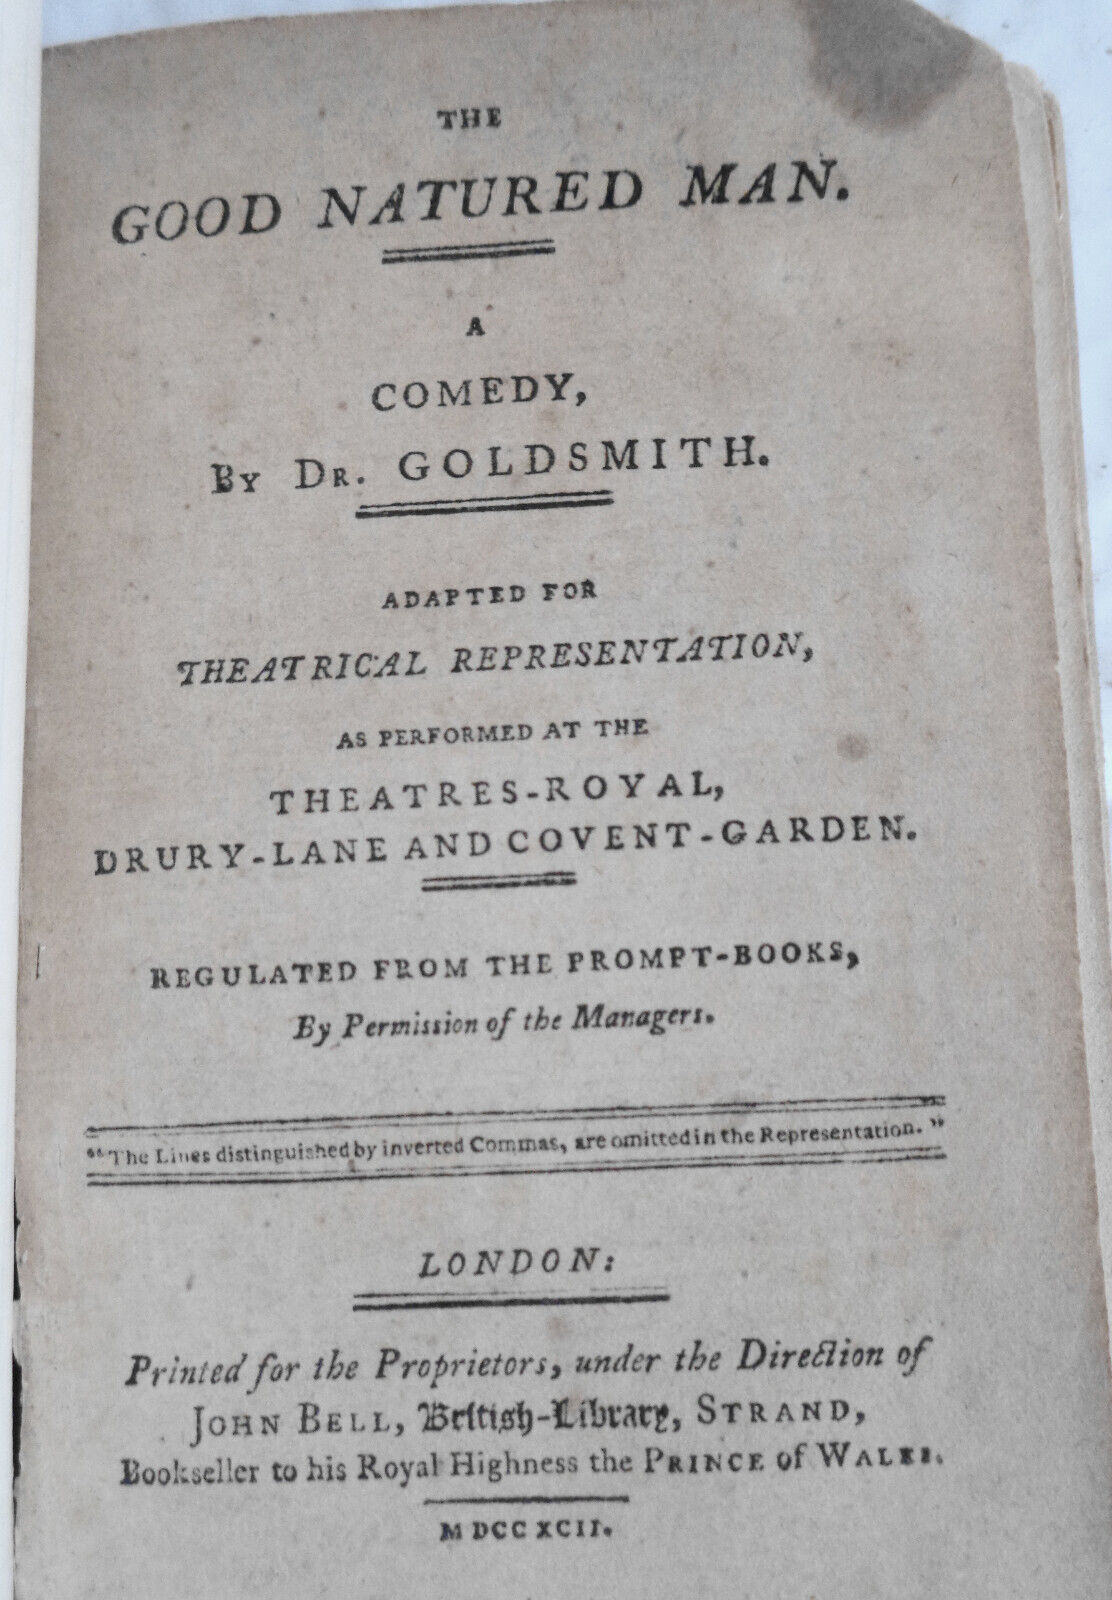 THE
GOOD NATURED MAN.
A
COMEDY,
BY DR. GOLDSMITH.
ADAPTED FOR
THEATRICAL REPRESENTATION,
AS PERFORMED AT THE
THEATRES-ROYAL,
DRURY-LANE AND COVENT-GARDEN.
REGULATED FROM THE PROMPT-BOOKS,
By Permission of the Managers.
“The Lines distinguished by inverted Commas, are omitted in the Representation.”
LONDON:
Printed for the Proprietors, under the Direction of
JOHN BELL, British-Library, STRAND,
Bookseller to his Royal Highness the PRINCE of WALES.
MDCCXCII.